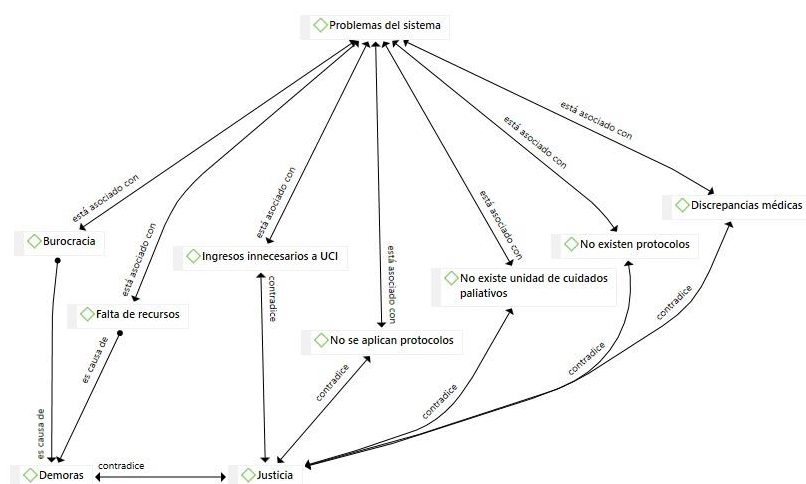 Problemas del sistema
está asociado con
está asociado con
está asociado con
está asociado con
está asociado con
está asociado con
está asociado con
Discrepancias médicas
Burocracia
No existen protocolos
Ingresos innecesarios a UCI
No existe unidad de cuidados
paliativos
Falta de recursos
No se aplican protocolos
contradice
contradice
contradice
contradice
contradice
es causa de
es causa de
Demoras
contradice
Justicia